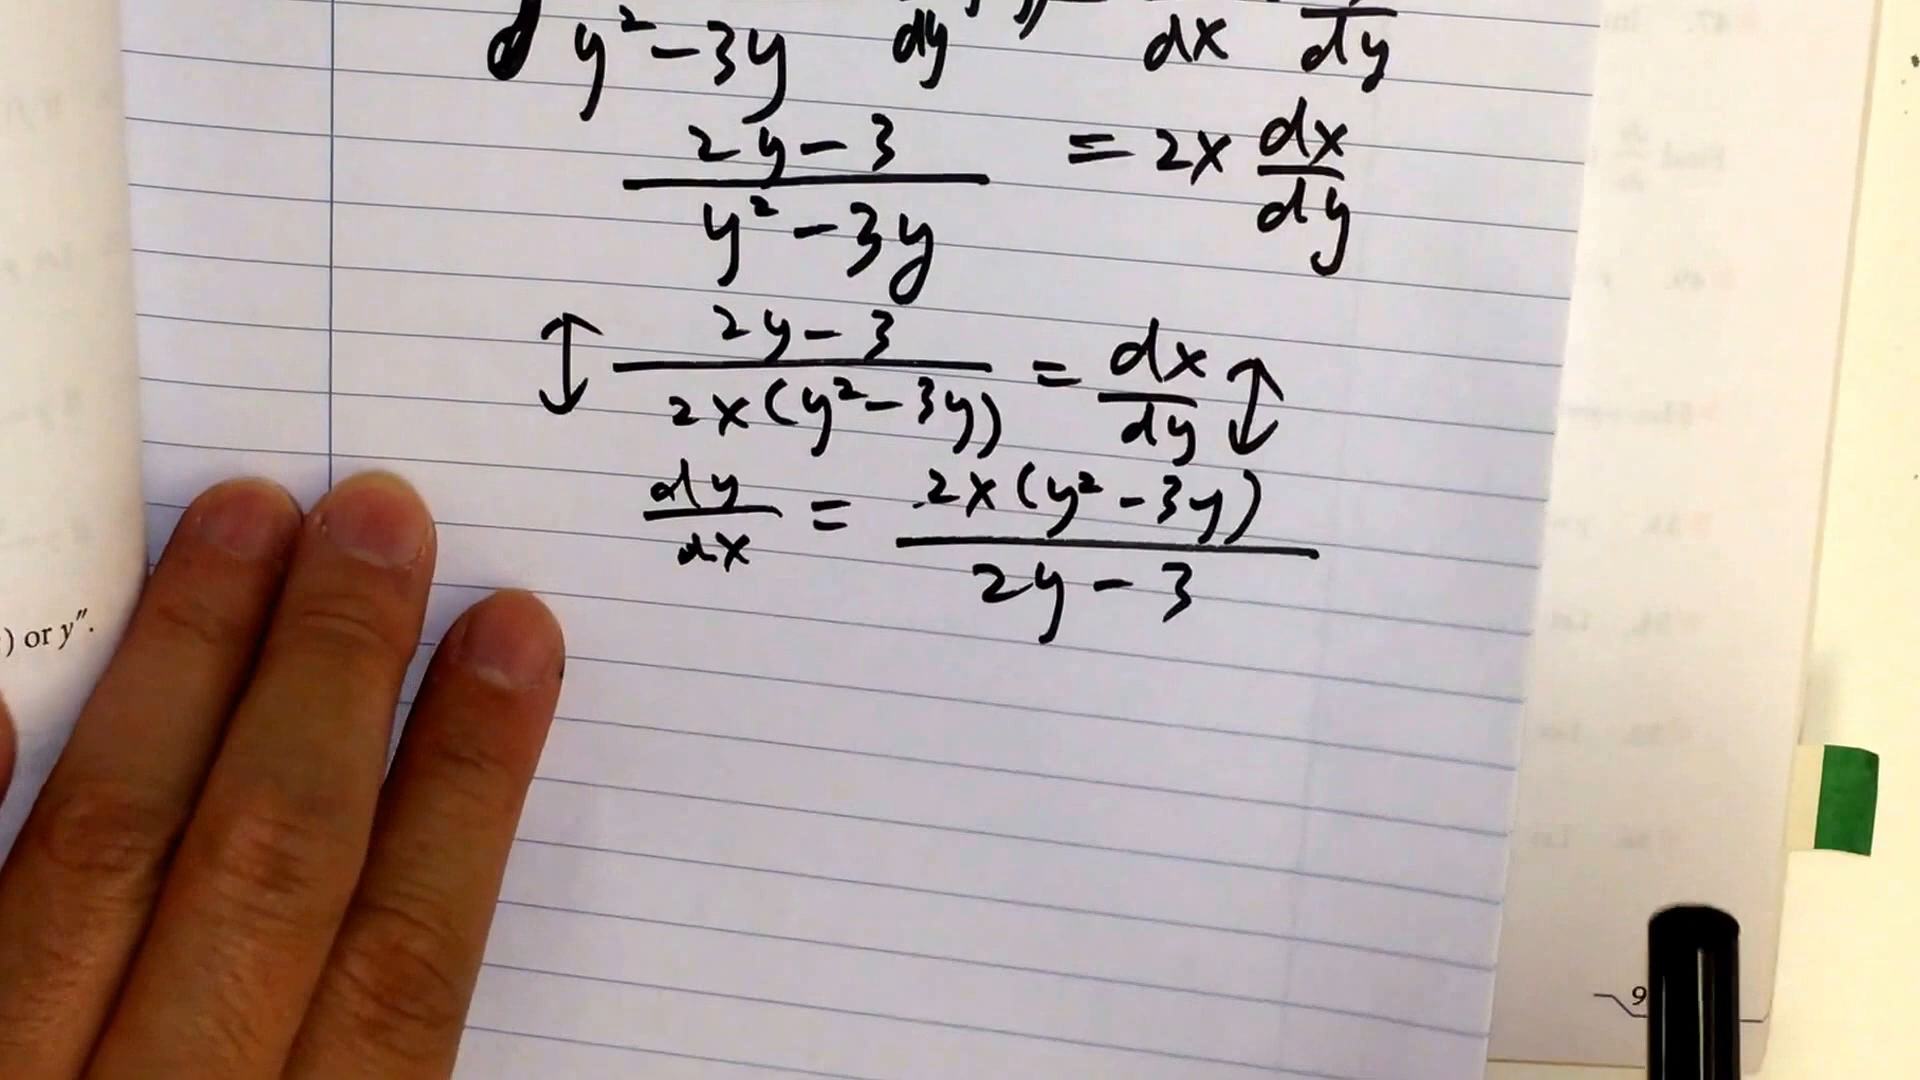 d y² - 3y dy dx dy
(2y - 3)/(y² - 3y) = 2x dx/dy
↕ (2y - 3)/(2x(y² - 3y)) = dx/dy ↕
dy/dx = (2x(y² - 3y))/(2y - 3)
) or y″.
9